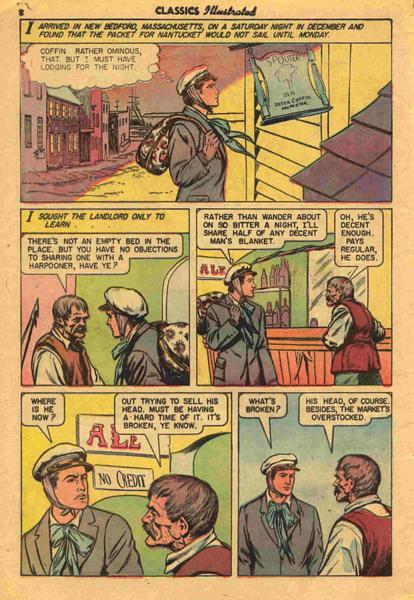 8
CLASSICS Illustrated
I ARRIVED IN NEW BEDFORD, MASSACHUSETTS, ON A SATURDAY NIGHT IN DECEMBER AND
FOUND THAT THE PACKET FOR NANTUCKET WOULD NOT SAIL UNTIL MONDAY.
COFFIN. RATHER OMINOUS,
THAT. BUT I MUST HAVE
LODGING FOR THE NIGHT.
SPOUTER
INN
PETER COFFIN
PROPRIETOR
I SOUGHT THE LANDLORD ONLY TO
LEARN...
THERE'S NOT AN EMPTY BED IN THE
PLACE. BUT YOU HAVE NO OBJECTIONS
TO SHARING ONE WITH A
HARPOONER, HAVE YE?
RATHER THAN WANDER ABOUT
ON SO BITTER A NIGHT, I'LL
SHARE HALF OF ANY DECENT
MAN'S BLANKET.
OH, HE'S
DECENT
ENOUGH.
PAYS
REGULAR,
HE DOES.
ALE
WHERE
IS HE
NOW?
OUT TRYING TO SELL HIS
HEAD. MUST BE HAVING
A HARD TIME OF IT. IT'S
BROKEN, YE KNOW.
ALE
NO CREDIT
WHAT'S
BROKEN?
HIS HEAD, OF COURSE.
BESIDES, THE MARKET'S
OVERSTOCKED.